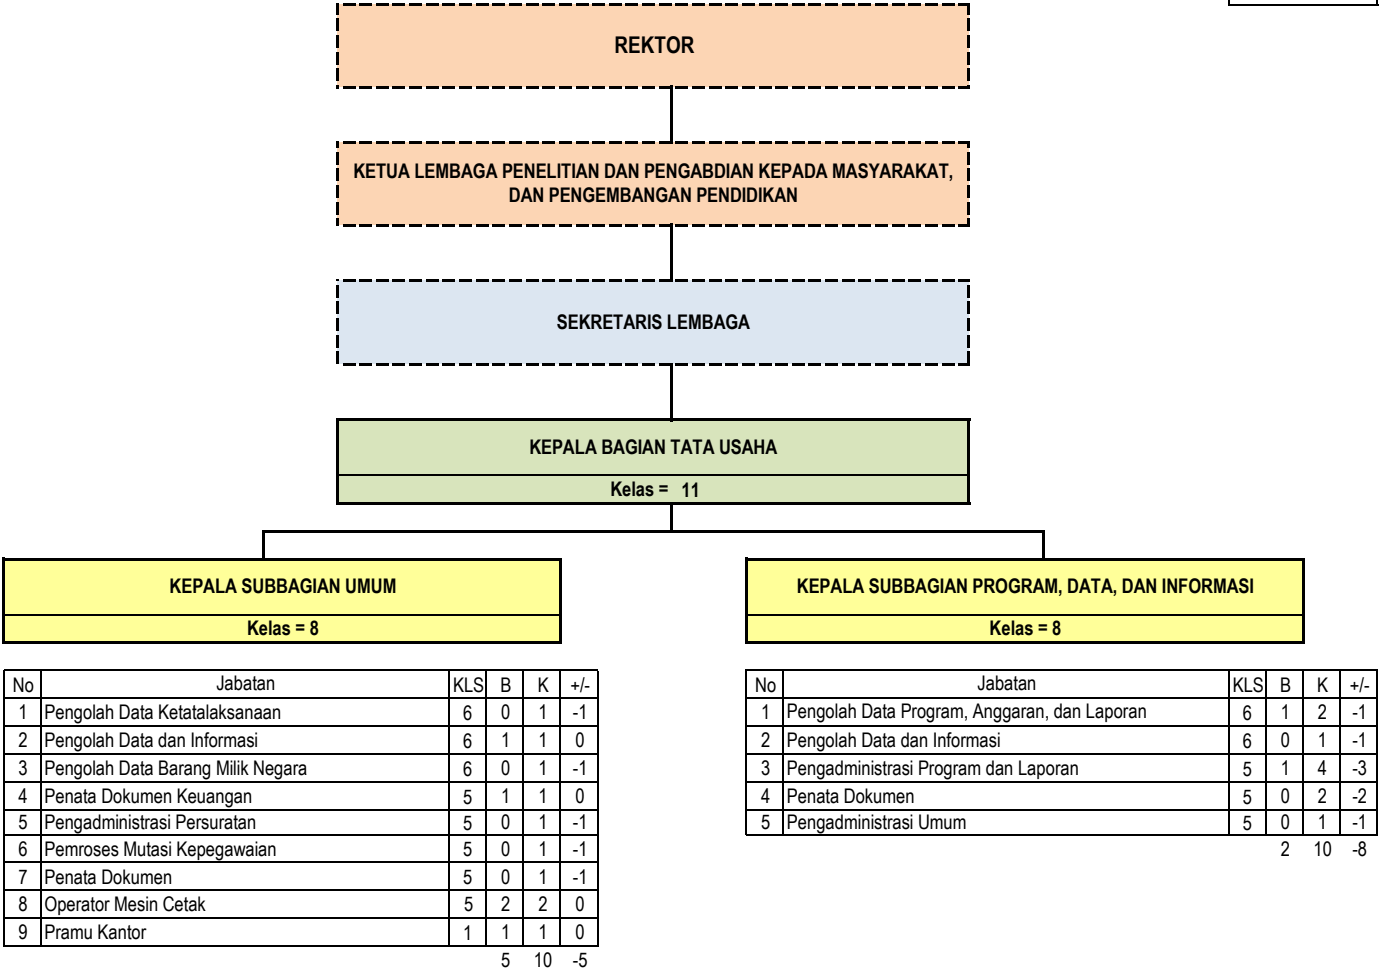 REKTOR
KETUA LEMBAGA PENELITIAN DAN PENGABDIAN KEPADA MASYARAKAT,
DAN PENGEMBANGAN PENDIDIKAN
SEKRETARIS LEMBAGA
KEPALA BAGIAN TATA USAHA
Kelas = 11
KEPALA SUBBAGIAN UMUM
Kelas = 8
No Jabatan KLS B K +/-
1 Pengolah Data Ketatalaksanaan 6 0 1 -1
2 Pengolah Data dan Informasi 6 1 1 0
3 Pengolah Data Barang Milik Negara 6 0 1 -1
4 Penata Dokumen Keuangan 5 1 1 0
5 Pengadministrasi Persuratan 5 0 1 -1
6 Pemroses Mutasi Kepegawaian 5 0 1 -1
7 Penata Dokumen 5 0 1 -1
8 Operator Mesin Cetak 5 2 2 0
9 Pramu Kantor 1 1 1 0
5 10 -5
KEPALA SUBBAGIAN PROGRAM, DATA, DAN INFORMASI
Kelas = 8
No Jabatan KLS B K +/-
1 Pengolah Data Program, Anggaran, dan Laporan 6 1 2 -1
2 Pengolah Data dan Informasi 6 0 1 -1
3 Pengadministrasi Program dan Laporan 5 1 4 -3
4 Penata Dokumen 5 0 2 -2
5 Pengadministrasi Umum 5 0 1 -1
2 10 -8